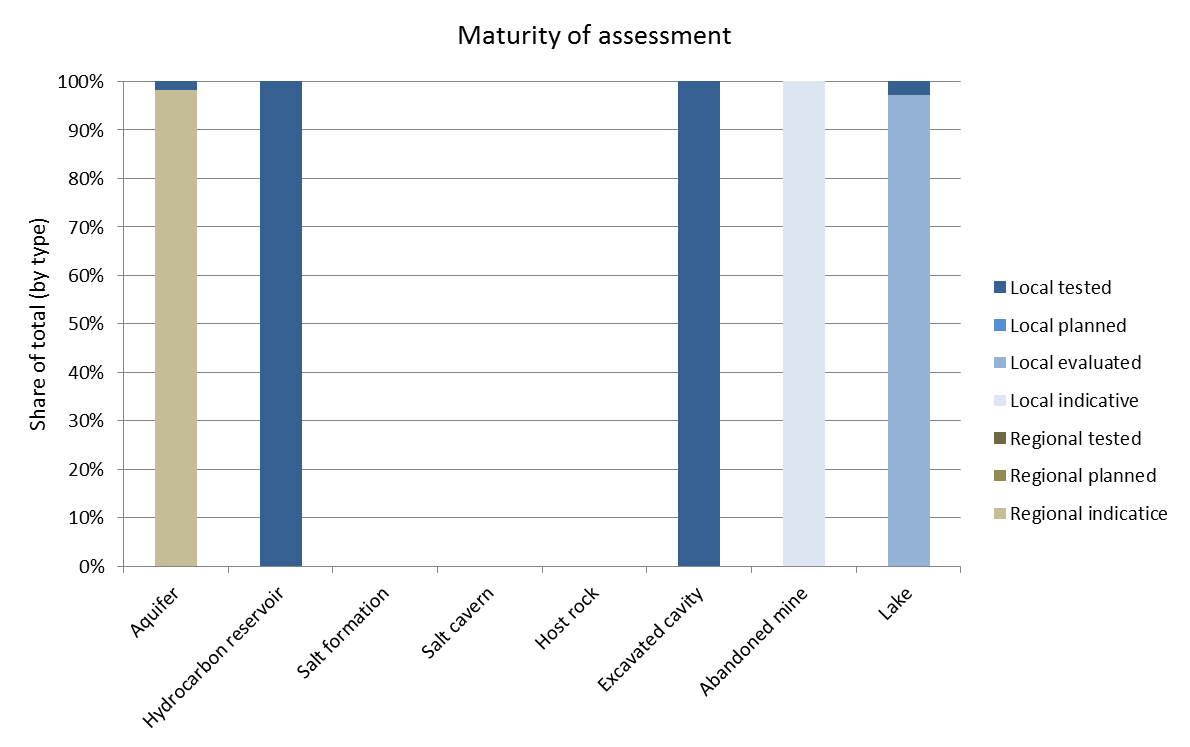 Maturity of assessment
Share of total (by type)
100%
90%
80%
70%
60%
50%
40%
30%
20%
10%
0%
Aquifer
Hydrocarbon reservoir
Salt formation
Salt cavern
Host rock
Excavated cavity
Abandoned mine
Lake
Local tested
Local planned
Local evaluated
Local indicative
Regional tested
Regional planned
Regional indicatice